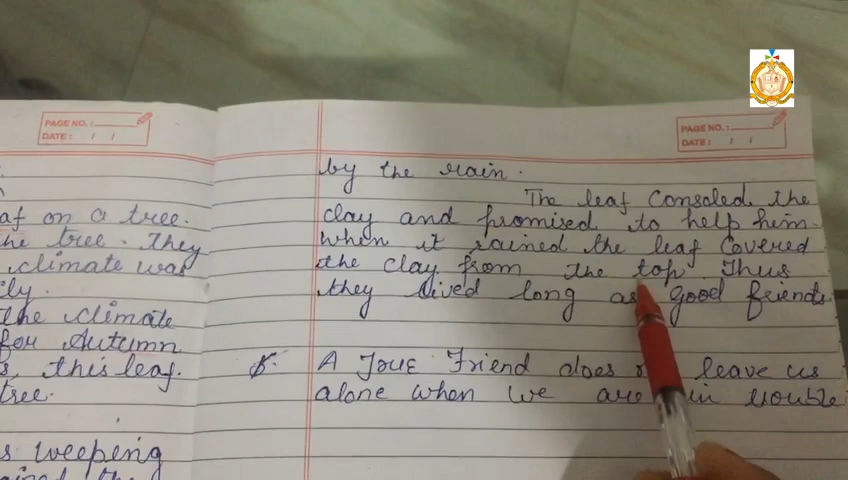 PAGE NO.:
DATE: / /
af on a tree.
he tree. They
climate was
ily.
the climate
for Autumn
s, this leaf.
tree.
s weeping
PAGE NO.:
DATE: / /
by the rain.
The leaf consoled the
clay and promised to help him.
when it rained the leaf covered
the clay from the top. Thus
they lived long as good friends.
A True Friend does leave us
alone when we are in trouble